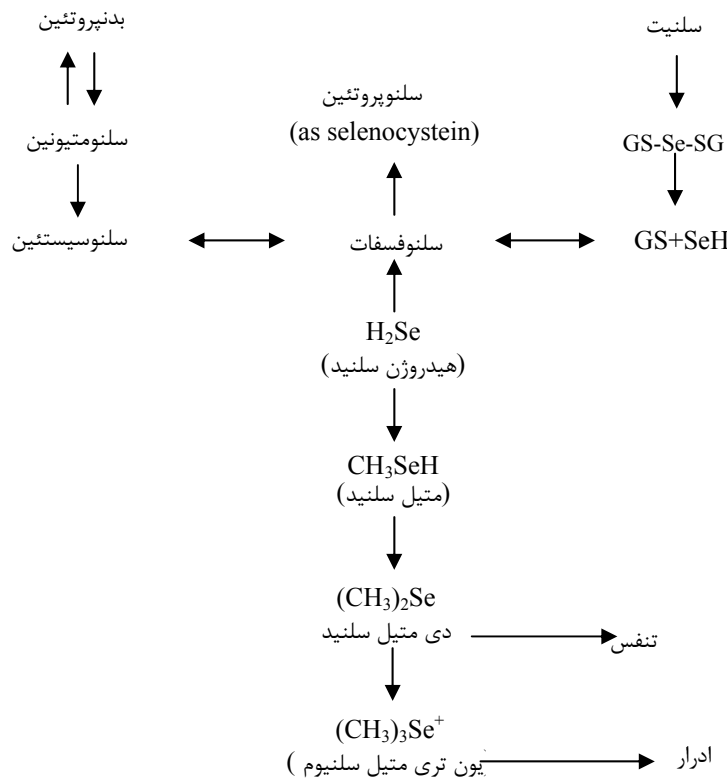 بدنپروتئین
سلنیت
سلنوپروتئین
(as selenocystein)
سلنومتیونین
GS-Se-SG
سلنوسیستئین
سلنوفسفات
GS+SeH
H₂Se
(هیدروژن سلنید)
CH₃SeH
(متیل سلنید)
(CH₃)₂Se
دی متیل سلنید
تنفس
(CH₃)₃Se⁺
یون تری متیل سلنیوم )
ادرار